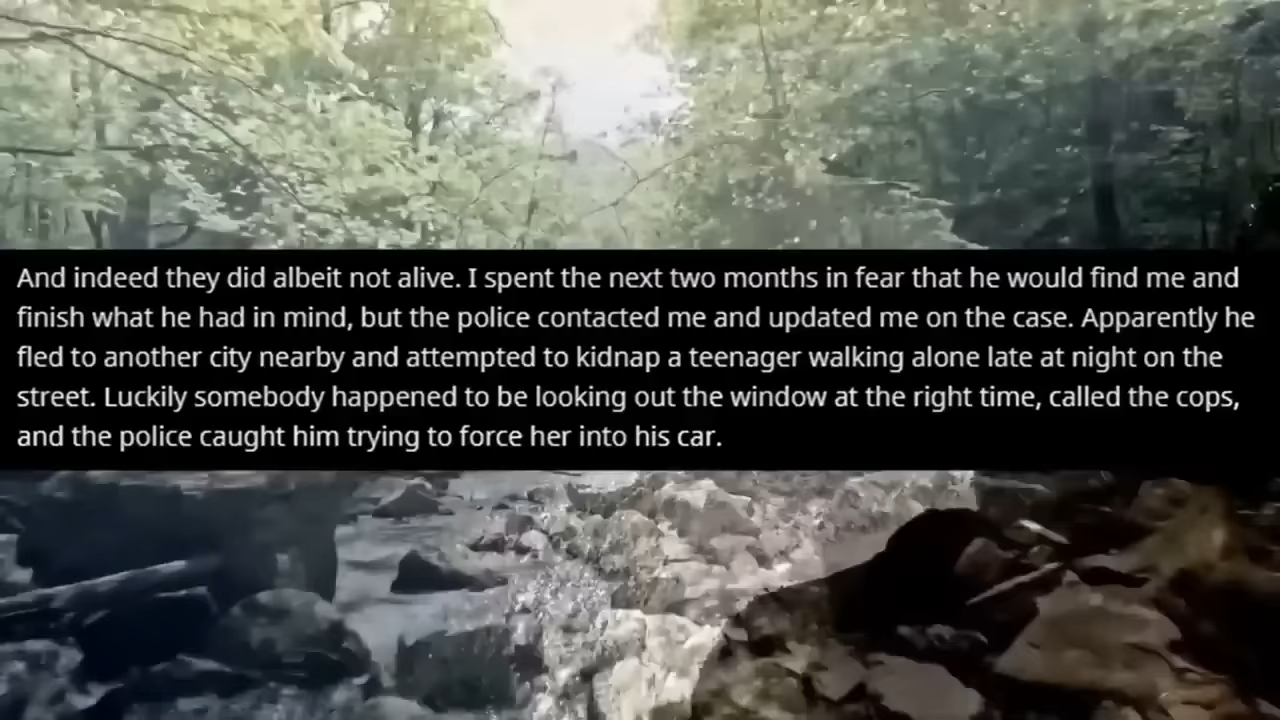 And indeed they did albeit not alive. I spent the next two months in fear that he would find me and
finish what he had in mind, but the police contacted me and updated me on the case. Apparently he
fled to another city nearby and attempted to kidnap a teenager walking alone late at night on the
street. Luckily somebody happened to be looking out the window at the right time, called the cops,
and the police caught him trying to force her into his car.